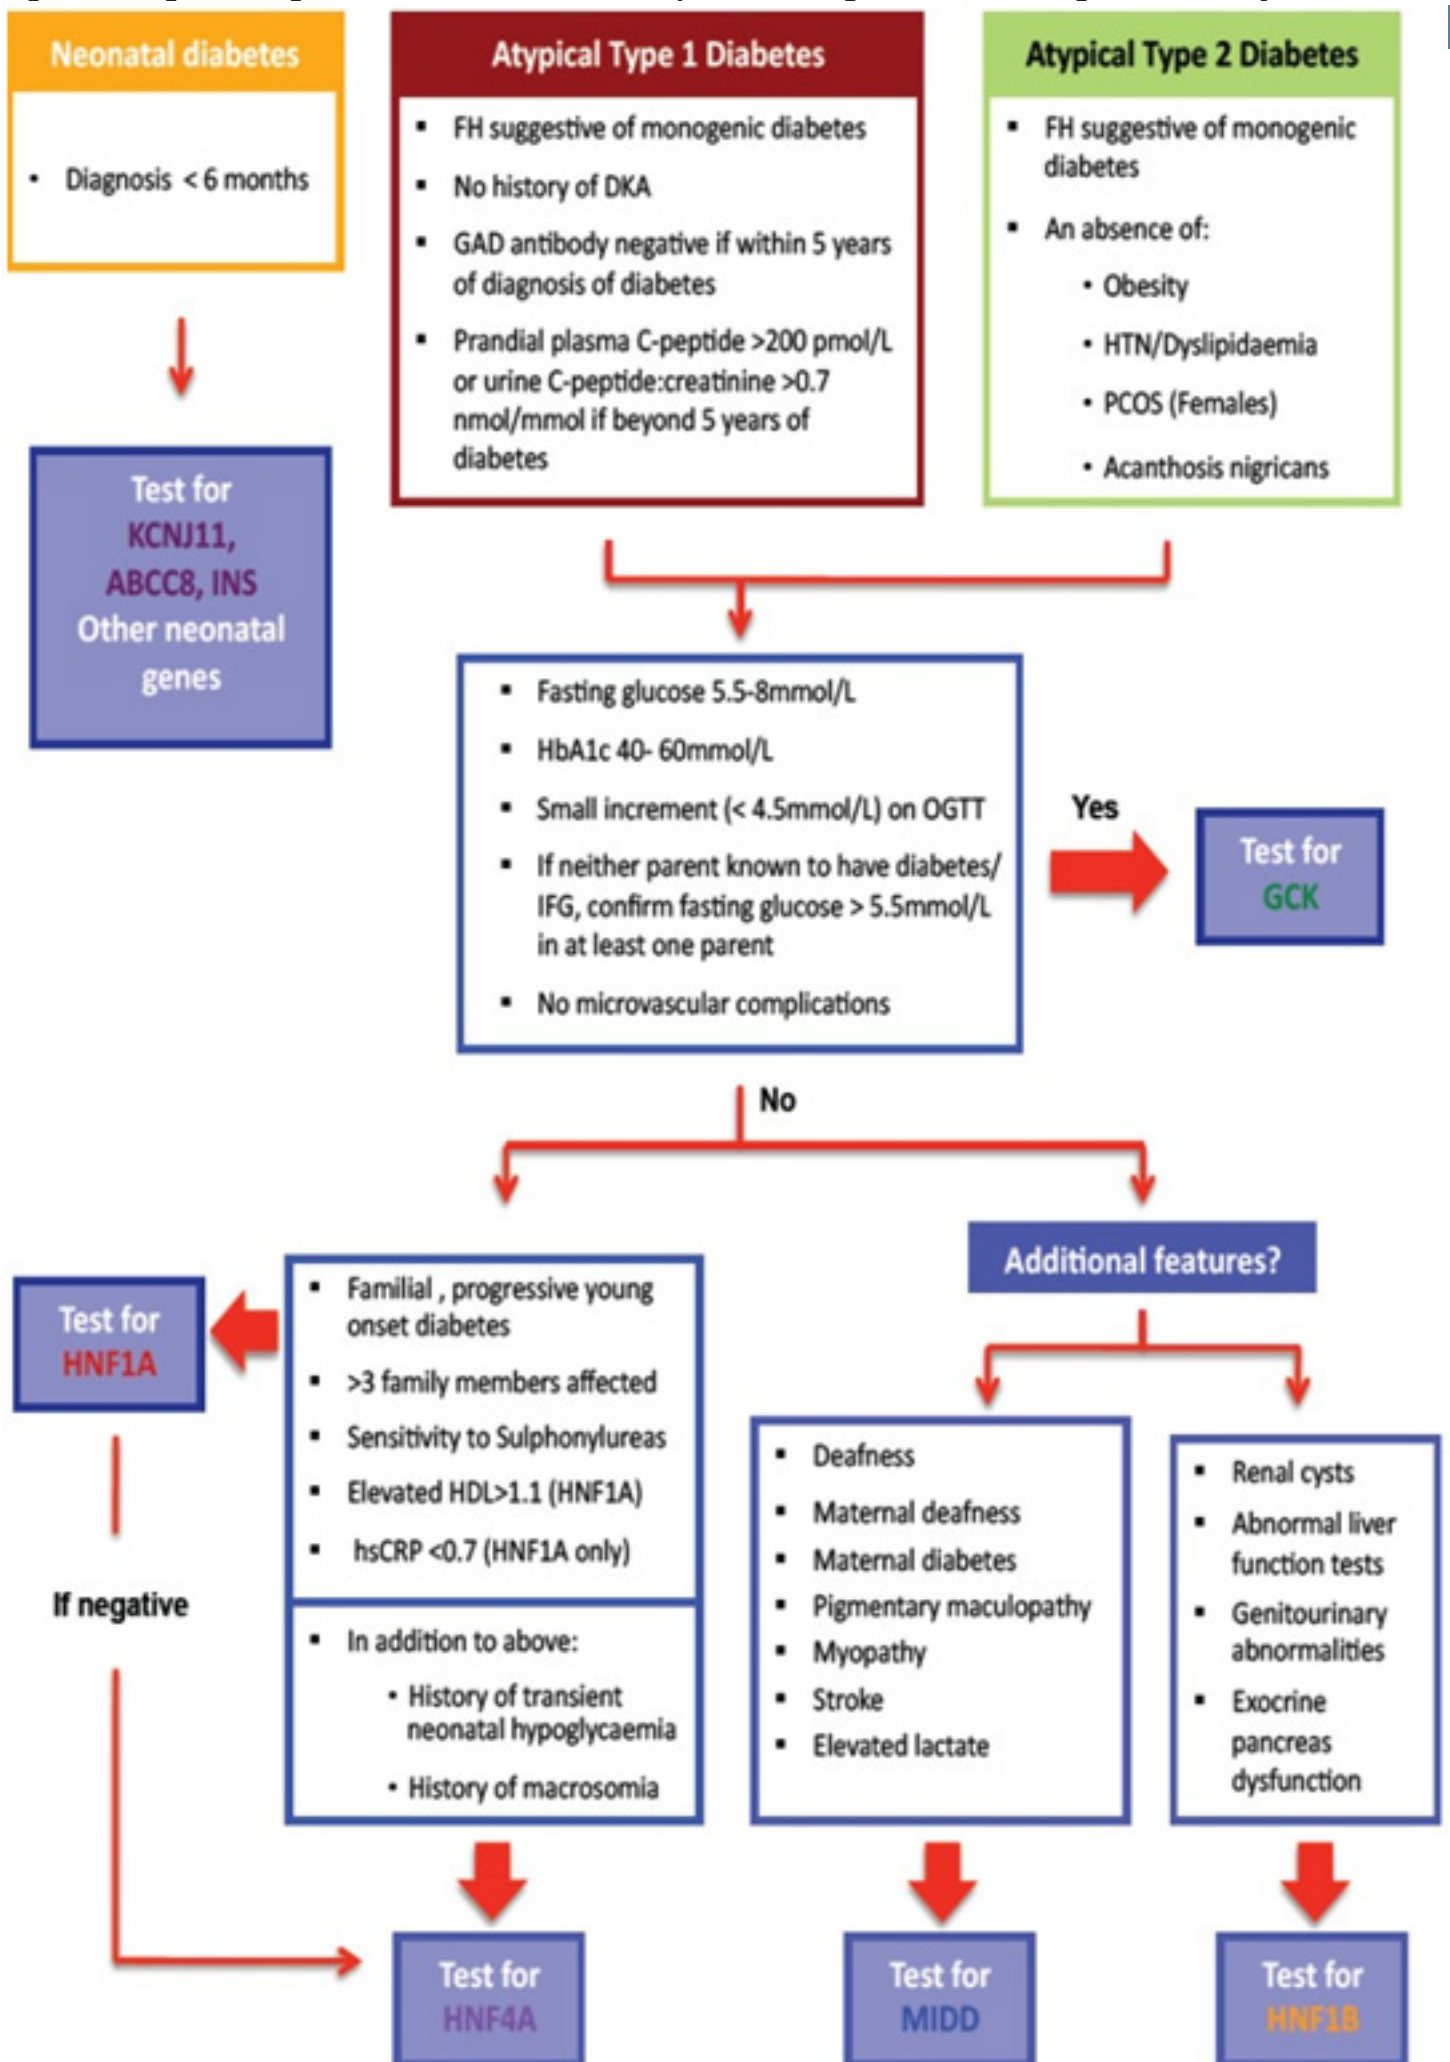 Neonatal diabetes
• Diagnosis < 6 months
Test for
KCNJ11,
ABCC8, INS
Other neonatal
genes
Atypical Type 1 Diabetes
▪ FH suggestive of monogenic diabetes
▪ No history of DKA
▪ GAD antibody negative if within 5 years
of diagnosis of diabetes
▪ Prandial plasma C-peptide >200 pmol/L
or urine C-peptide:creatinine >0.7
nmol/mmol if beyond 5 years of
diabetes
Atypical Type 2 Diabetes
▪ FH suggestive of monogenic
diabetes
▪ An absence of:
• Obesity
• HTN/Dyslipidaemia
• PCOS (Females)
• Acanthosis nigricans
▪ Fasting glucose 5.5-8mmol/L
▪ HbA1c 40- 60mmol/L
▪ Small increment (< 4.5mmol/L) on OGTT
▪ If neither parent known to have diabetes/
IFG, confirm fasting glucose > 5.5mmol/L
in at least one parent
▪ No microvascular complications
Yes
Test for
GCK
No
Test for
HNF1A
If negative
▪ Familial , progressive young
onset diabetes
▪ >3 family members affected
▪ Sensitivity to Sulphonylureas
▪ Elevated HDL>1.1 (HNF1A)
▪ hsCRP <0.7 (HNF1A only)
▪ In addition to above:
• History of transient
neonatal hypoglycaemia
• History of macrosomia
Test for
HNF4A
Additional features?
▪ Deafness
▪ Maternal deafness
▪ Maternal diabetes
▪ Pigmentary maculopathy
▪ Myopathy
▪ Stroke
▪ Elevated lactate
Test for
MIDD
▪ Renal cysts
▪ Abnormal liver
function tests
▪ Genitourinary
abnormalities
▪ Exocrine
pancreas
dysfunction
Test for
HNF1B